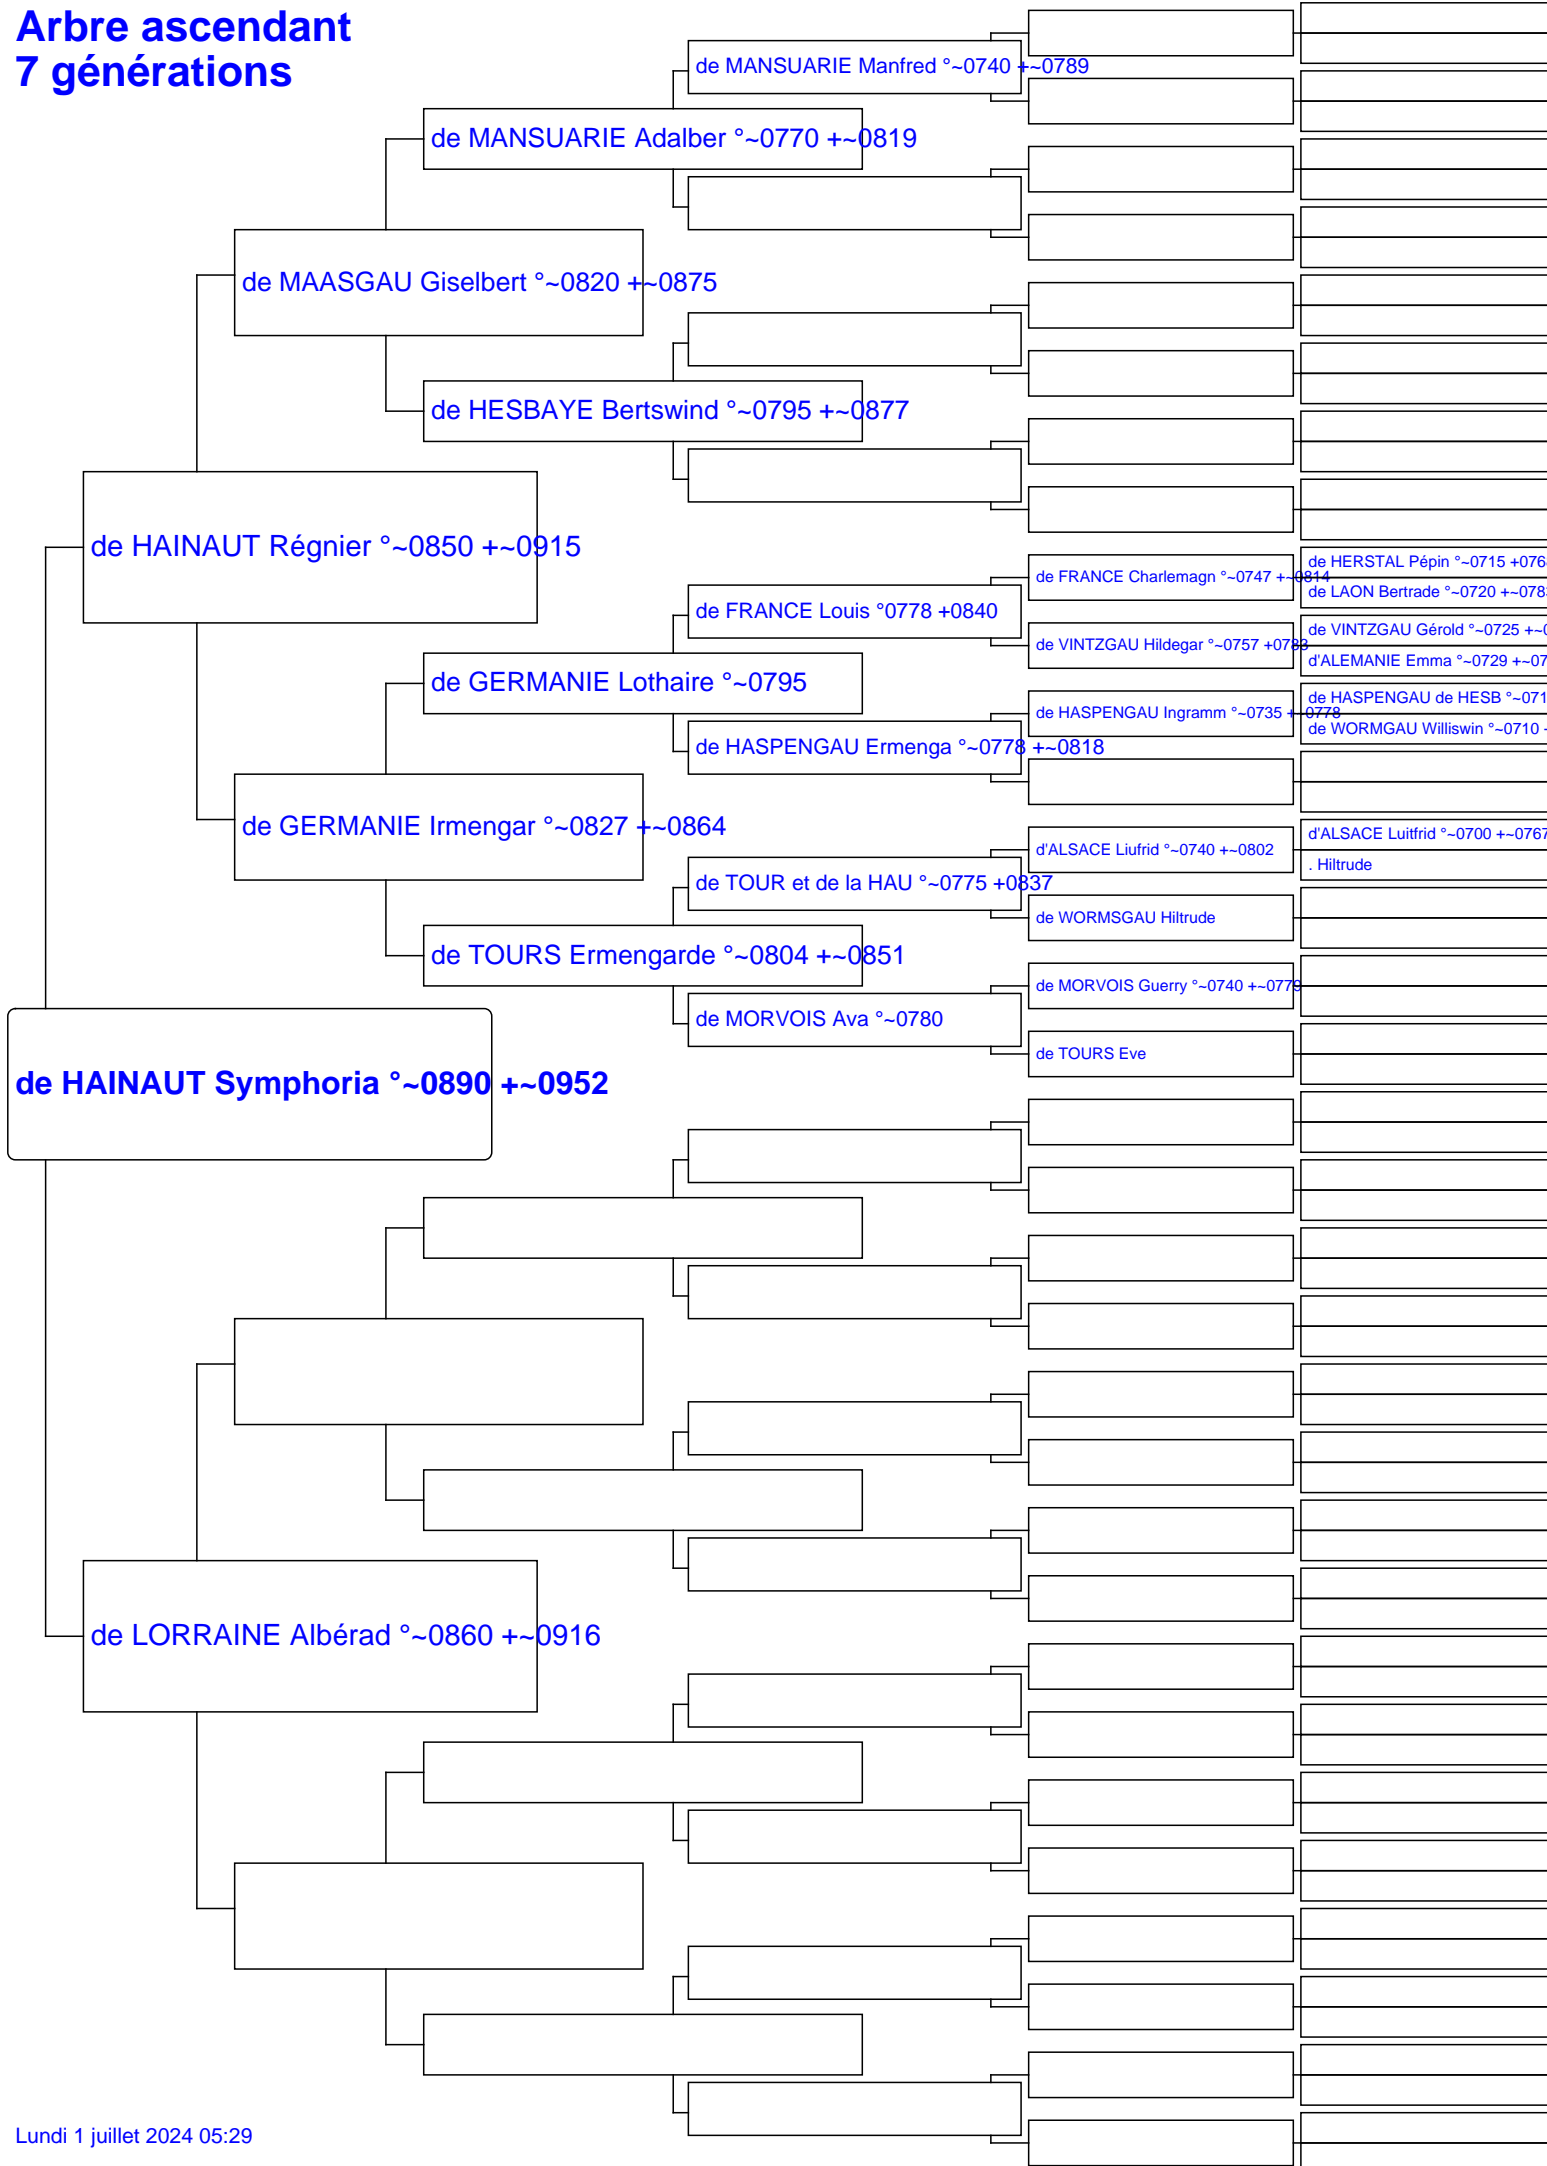 Arbre ascendant
7 générations
de MANSUARIE Manfred °~0740 +~0789
de MANSUARIE Adalber °~0770 +~0819
de MAASGAU Giselbert °~0820 +~0875
de HESBAYE Bertswind °~0795 +~0877
de HAINAUT Régnier °~0850 +~0915
de HERSTAL Pépin °~0715 +076
de FRANCE Charlemagn °~0747 +~0814
de LAON Bertrade °~0720 +~078
de FRANCE Louis °0778 +0840
de VINTZGAU Gérold °~0725 +~0
de VINTZGAU Hildegar °~0757 +0783
d'ALEMANIE Emma °~0729 +~07
de GERMANIE Lothaire °~0795
de HASPENGAU de HESB °~071
de HASPENGAU Ingramm °~0735 +~0778
de WORMGAU Williswin °~0710
de HASPENGAU Ermenga °~0778 +~0818
de GERMANIE Irmengar °~0827 +~0864
d'ALSACE Luitfrid °~0700 +~0767
d'ALSACE Liufrid °~0740 +~0802
. Hiltrude
de TOUR et de la HAU °~0775 +0837
de WORMSGAU Hiltrude
de TOURS Ermengarde °~0804 +~0851
de MORVOIS Guerry °~0740 +~0779
de MORVOIS Ava °~0780
de TOURS Eve
de HAINAUT Symphoria °~0890 +~0952
de LORRAINE Albérad °~0860 +~0916
Lundi 1 juillet 2024 05:29